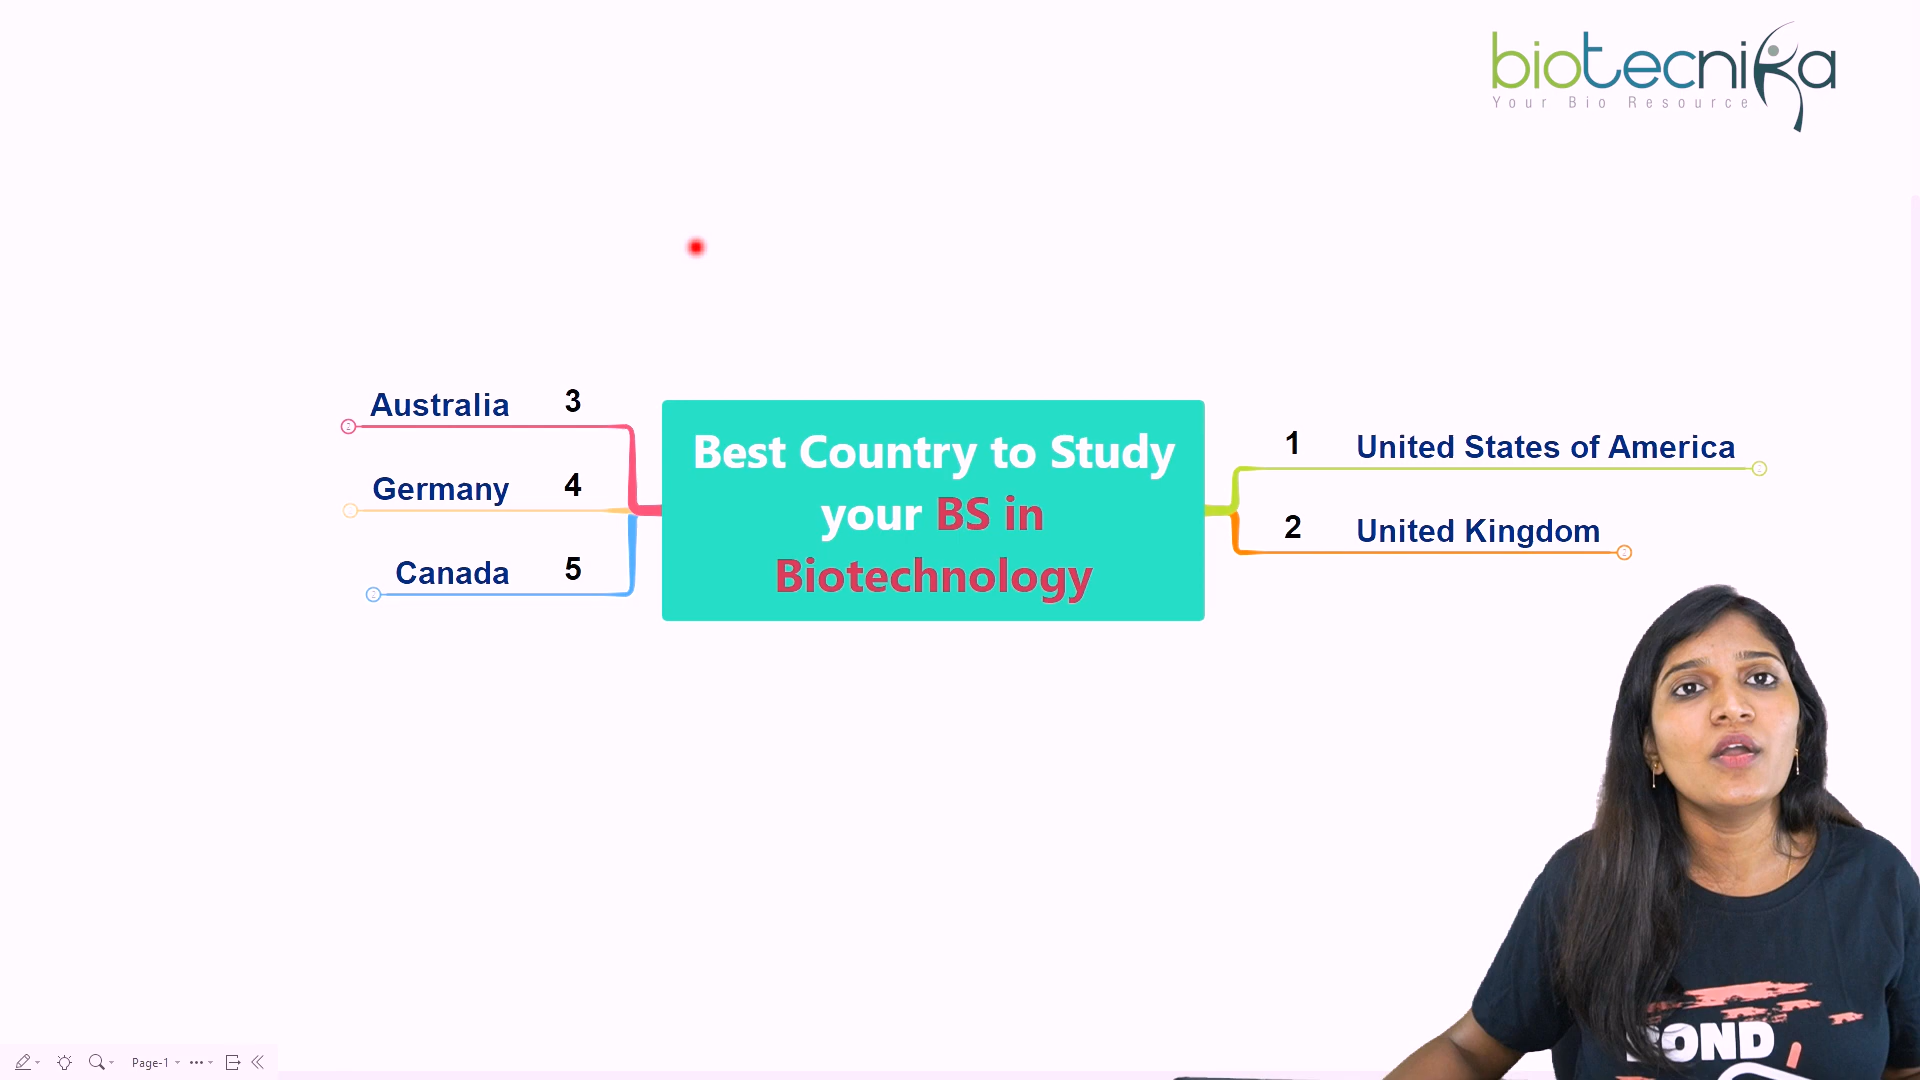 biotecnika
Your Bio Resource
Australia 3
Germany 4
Canada 5
Best Country to Study
your BS in
Biotechnology
1 United States of America
2 United Kingdom
OND
Page-1